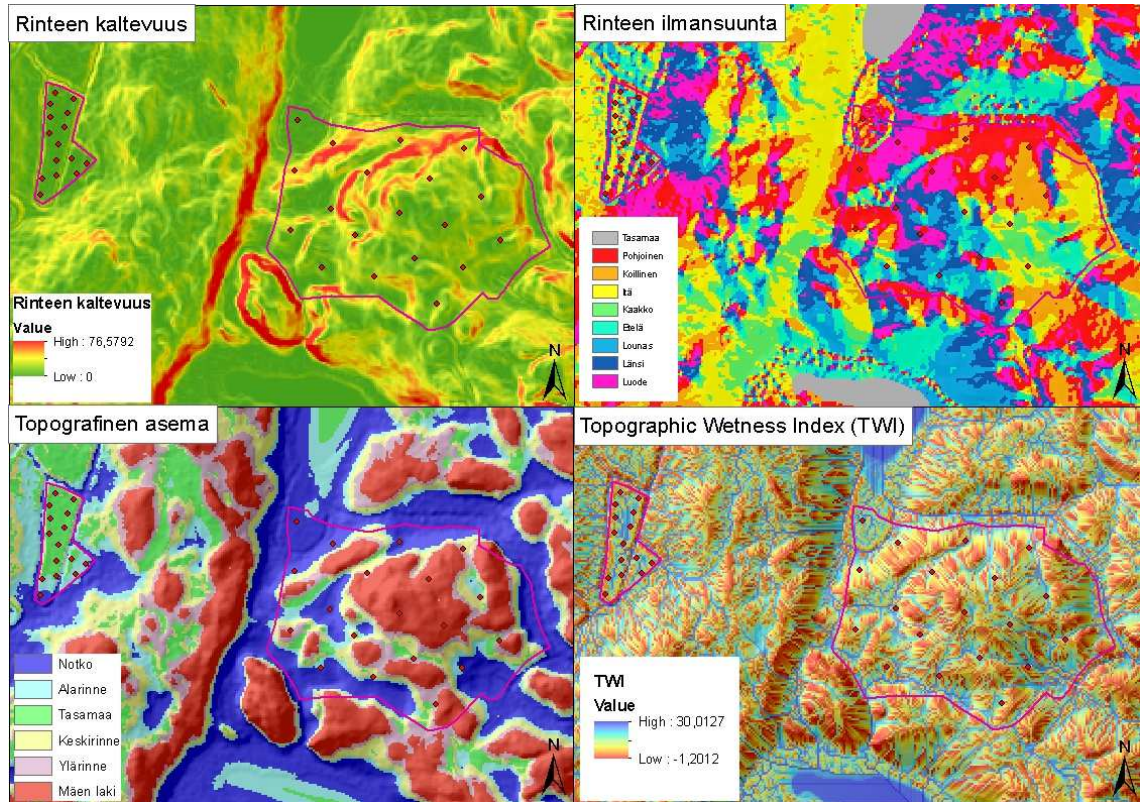 Rinteen kaltevuus
Rinteen kaltevuus
Value
High : 76,5792
Low : 0
N
Rinteen ilmansuunta
Tasamaa
Pohjoinen
Koillinen
Itä
Kaakko
Etelä
Lounas
Länsi
Luode
N
Topografinen asema
Notko
Alarinne
Tasamaa
Keskirinne
Ylärinne
Mäen laki
N
Topographic Wetness Index (TWI)
TWI
Value
High : 30,0127
Low : -1,2012
N